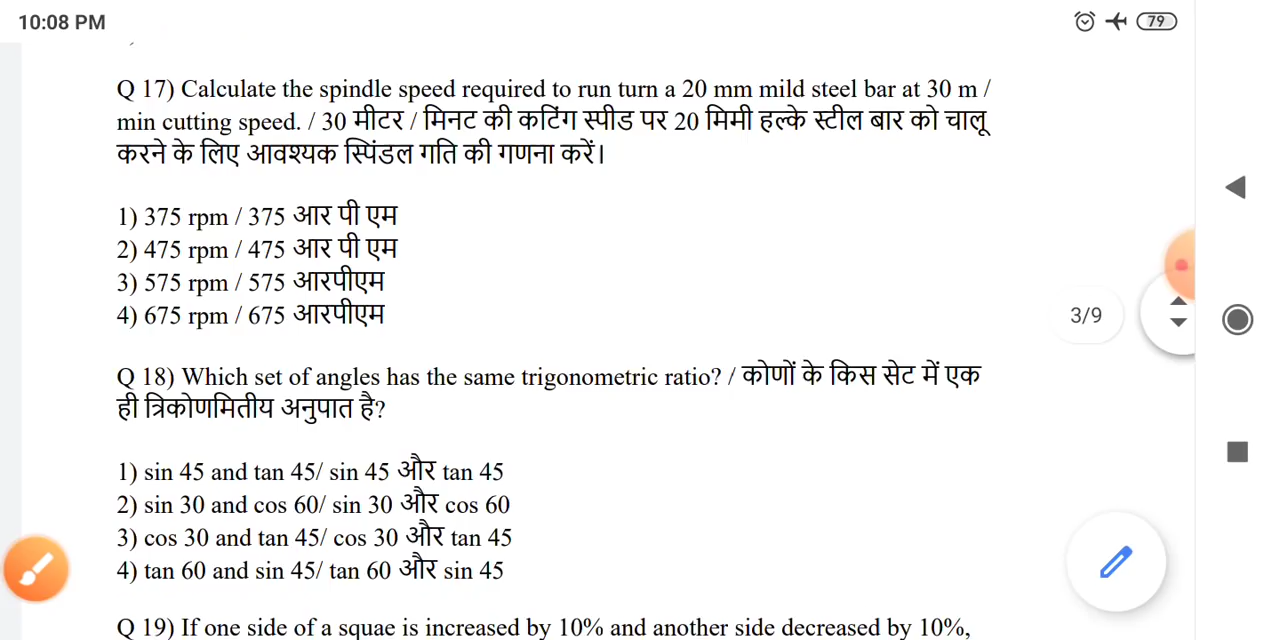 10:08 PM
79
Q 17) Calculate the spindle speed required to run turn a 20 mm mild steel bar at 30 m /
min cutting speed. / 30 मीटर / मिनट की कटिंग स्पीड पर 20 मिमी हल्के स्टील बार को चालू
करने के लिए आवश्यक स्पिंडल गति की गणना करें।
1) 375 rpm / 375 आर पी एम
2) 475 rpm / 475 आर पी एम
3) 575 rpm / 575 आरपीएम
4) 675 rpm / 675 आरपीएम
3/9
Q 18) Which set of angles has the same trigonometric ratio? / कोणों के किस सेट में एक
ही त्रिकोणमितीय अनुपात है?
1) sin 45 and tan 45/ sin 45 और tan 45
2) sin 30 and cos 60/ sin 30 और cos 60
3) cos 30 and tan 45/ cos 30 और tan 45
4) tan 60 and sin 45/ tan 60 और sin 45
Q 19) If one side of a squae is increased by 10% and another side decreased by 10%,